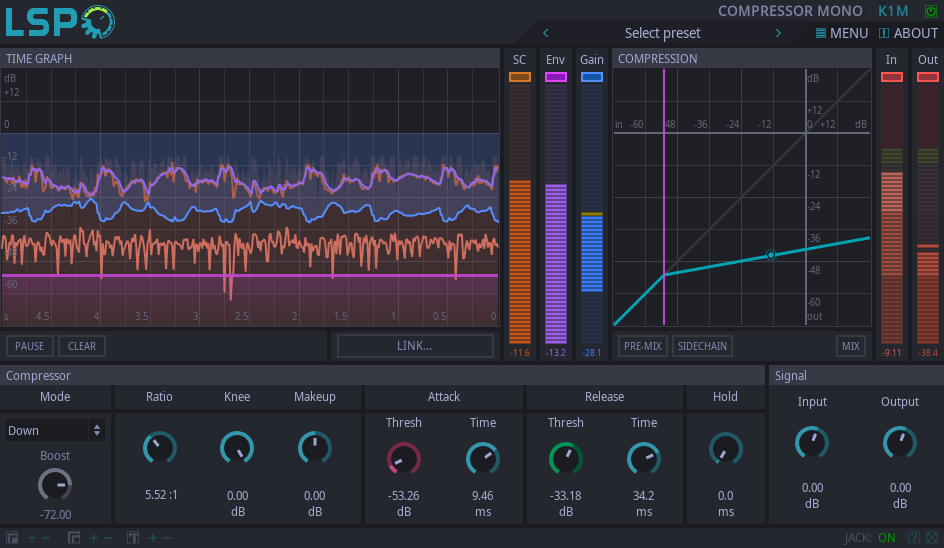 LSP
COMPRESSOR MONO K1M
Select preset MENU ABOUT
TIME GRAPH SC Env Gain COMPRESSION In Out
dB
+12
0
-12
-24
-36
-60
s 4.5 4 3.5 3 2.5 2 1.5 1 0.5 0
dB
+12
in -60 -48 -36 -24 -12 0 +12 dB
-12
-24
-36
-48
-60
out
PAUSE CLEAR LINK... -11.6 -13.2 -28.1 PRE-MIX SIDECHAIN MIX -9.11 -38.4
Compressor Signal
Mode Ratio Knee Makeup Attack Release Hold Input Output
Thresh Time Thresh Time
Down
Boost
-72.00
5.52 :1
0.00
dB
0.00
dB
-53.26
dB
9.46
ms
-33.18
dB
34.2
ms
0.0
ms
0.00
dB
0.00
dB
JACK: ON